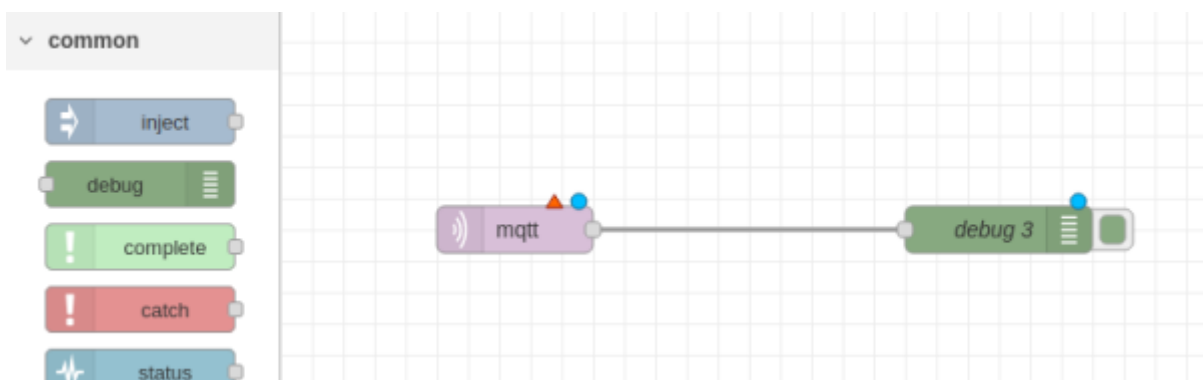 common
inject
debug
complete
catch
status
mqtt
debug 3